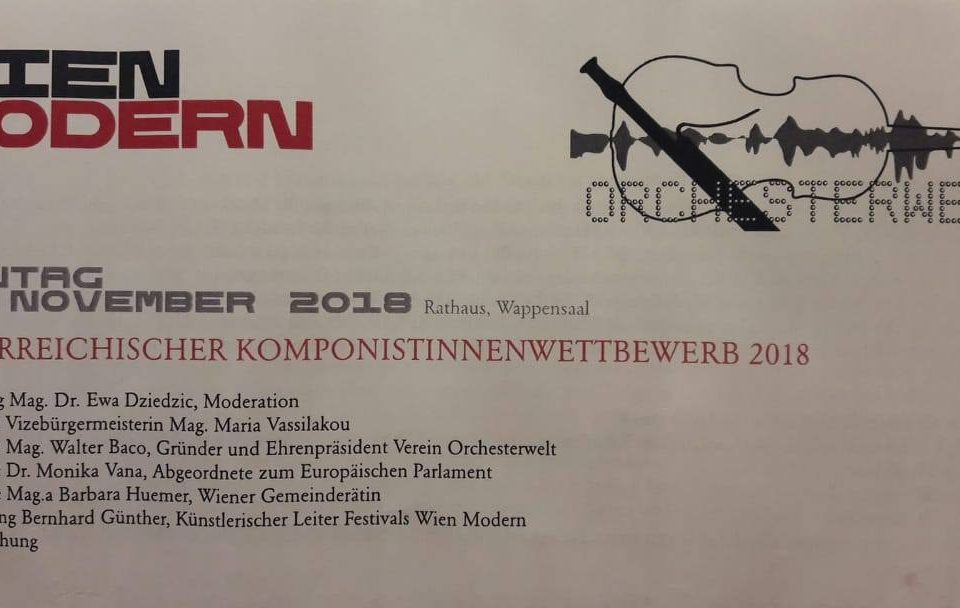 IEN
ODERN
ORCHESTERWE
NTAG
NOVEMBER 2018 Rathaus, Wappensaal
RREICHISCHER KOMPONISTINNENWETTBEWERB 2018
g Mag. Dr. Ewa Dziedzic, Moderation
Vizebürgermeisterin Mag. Maria Vassilakou
Mag. Walter Baco, Gründer und Ehrenpräsident Verein Orchesterwelt
Dr. Monika Vana, Abgeordnete zum Europäischen Parlament
Mag.a Barbara Huemer, Wiener Gemeinderätin
ng Bernhard Günther, Künstlerischer Leiter Festivals Wien Modern
hung